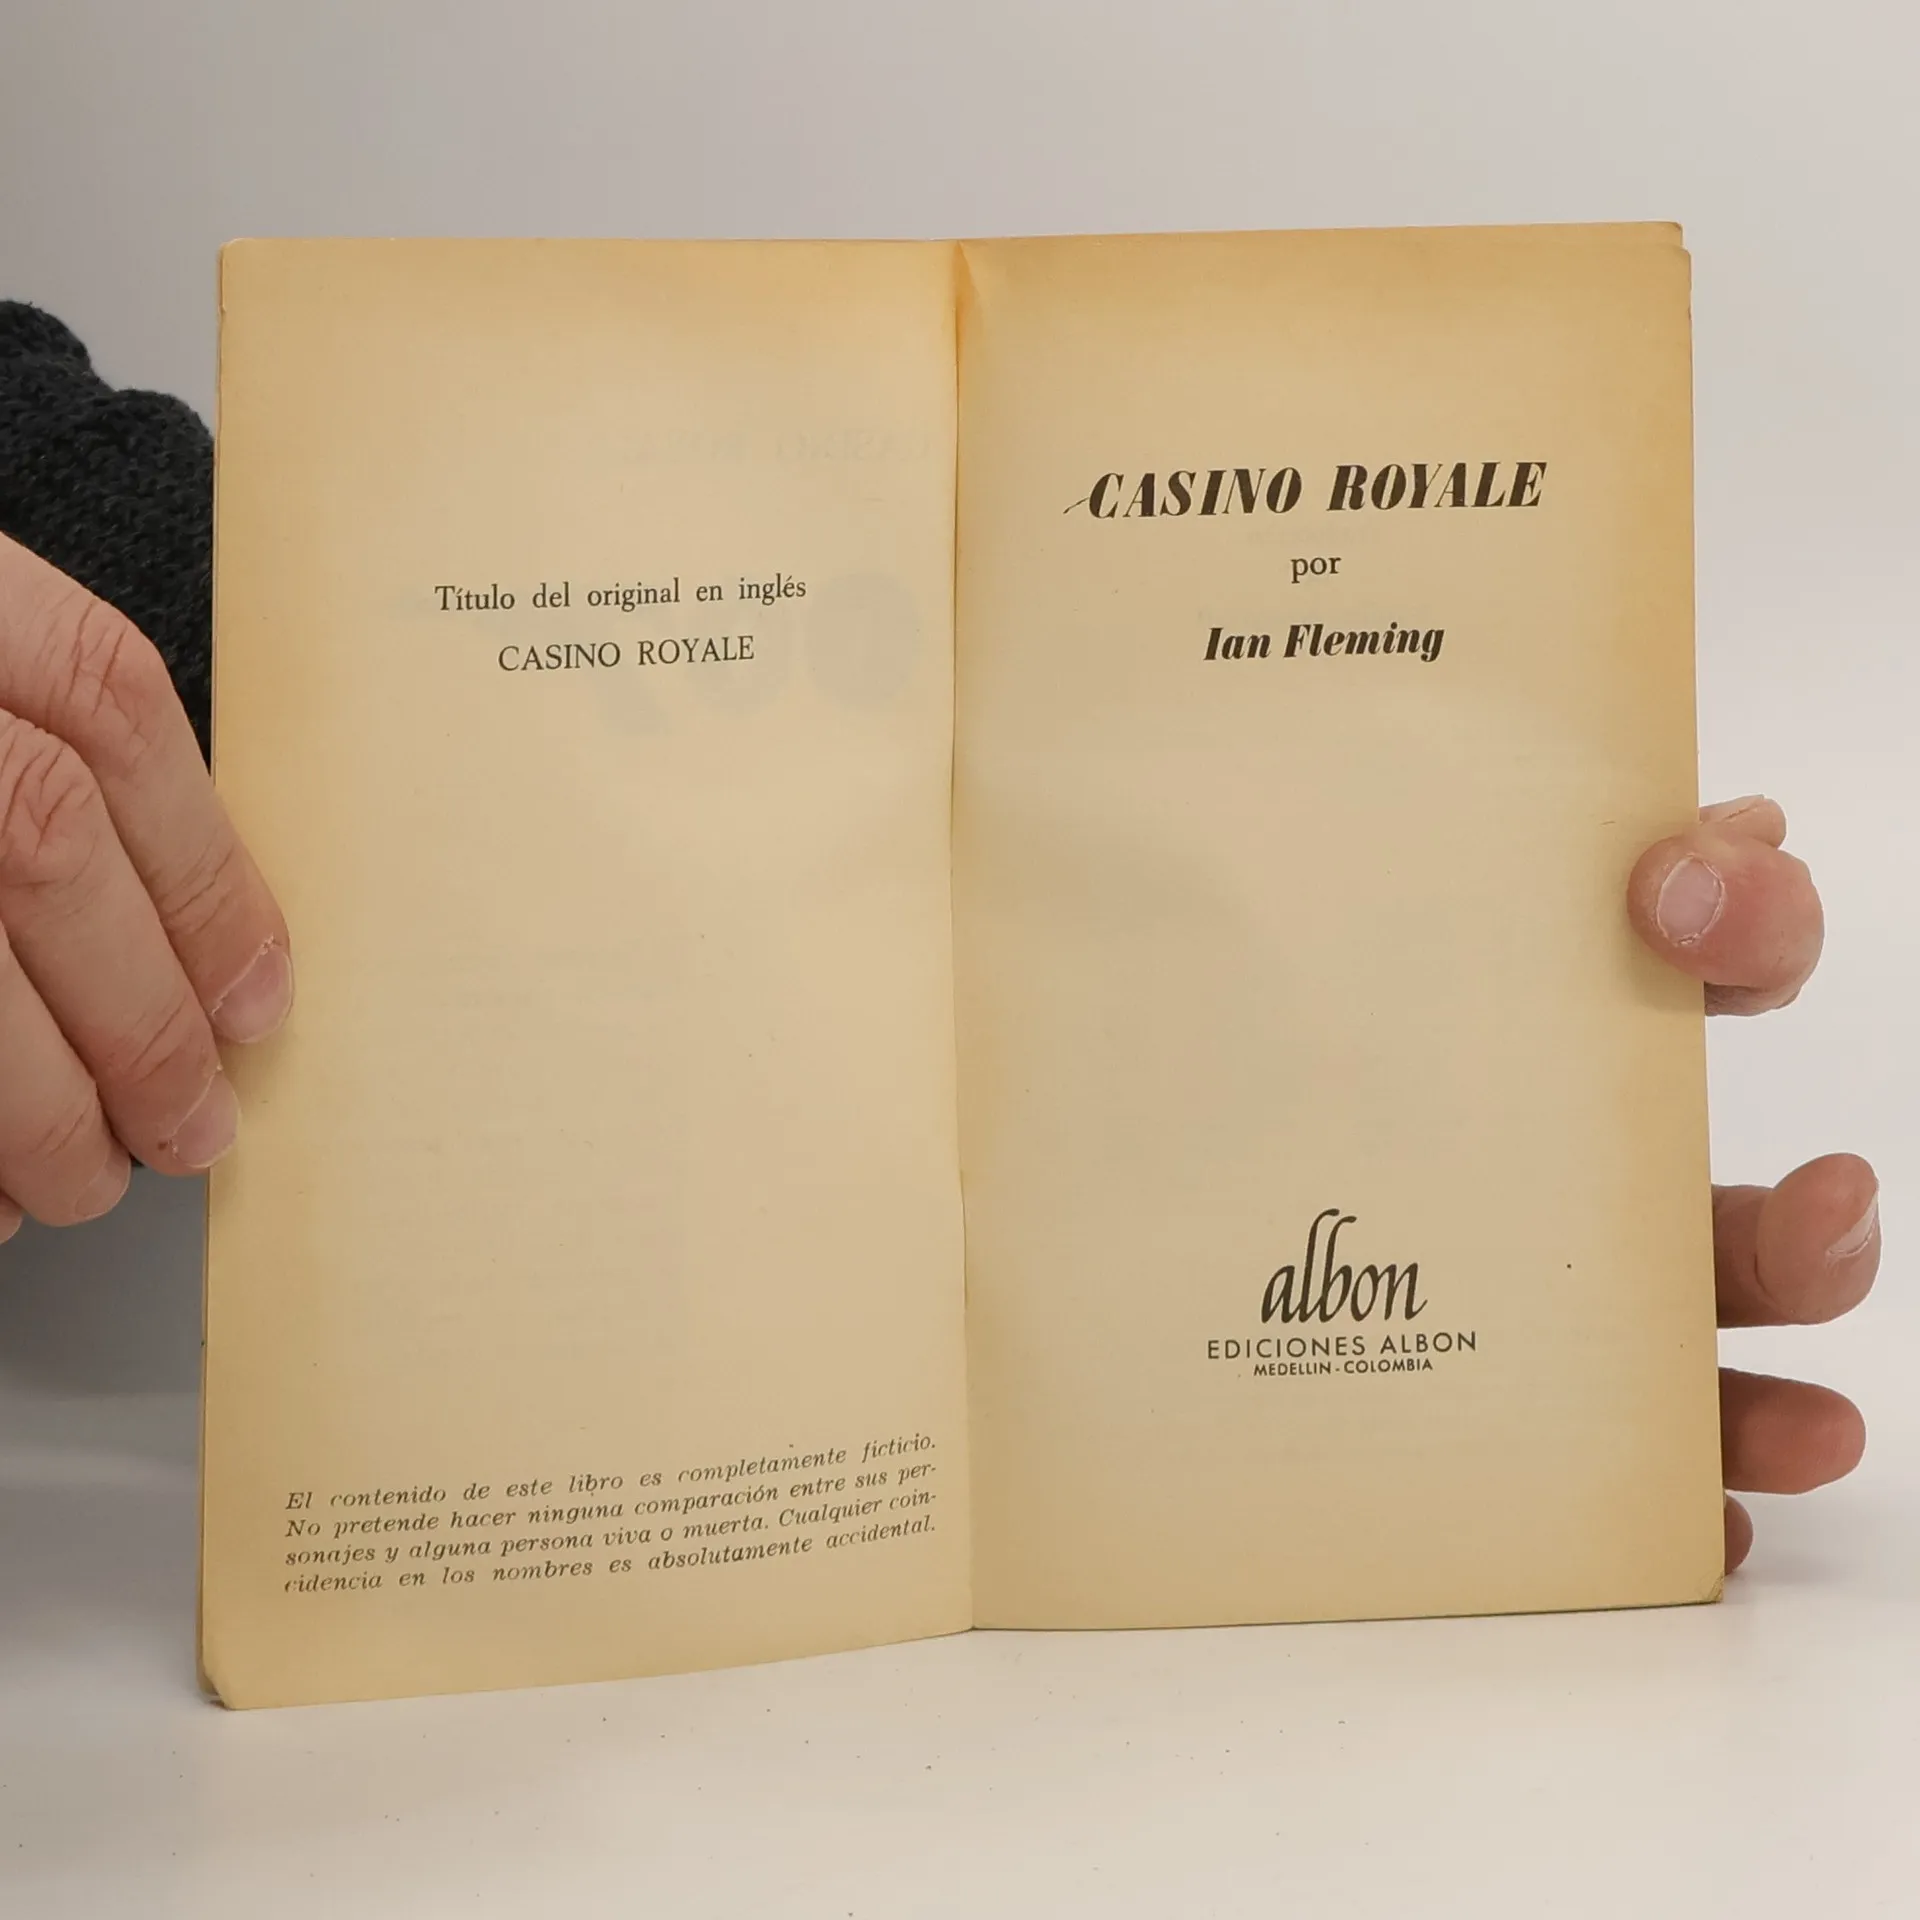 Título del original en inglés
CASINO ROYALE
El contenido de este libro es completamente ficticio.
No pretende hacer ninguna comparación entre sus per-
sonajes y alguna persona viva o muerta. Cualquier coin-
cidencia en los nombres es absolutamente accidental.
CASINO ROYALE
por
Ian Fleming
albon
EDICIONES ALBON
MEDELLIN-COLOMBIA